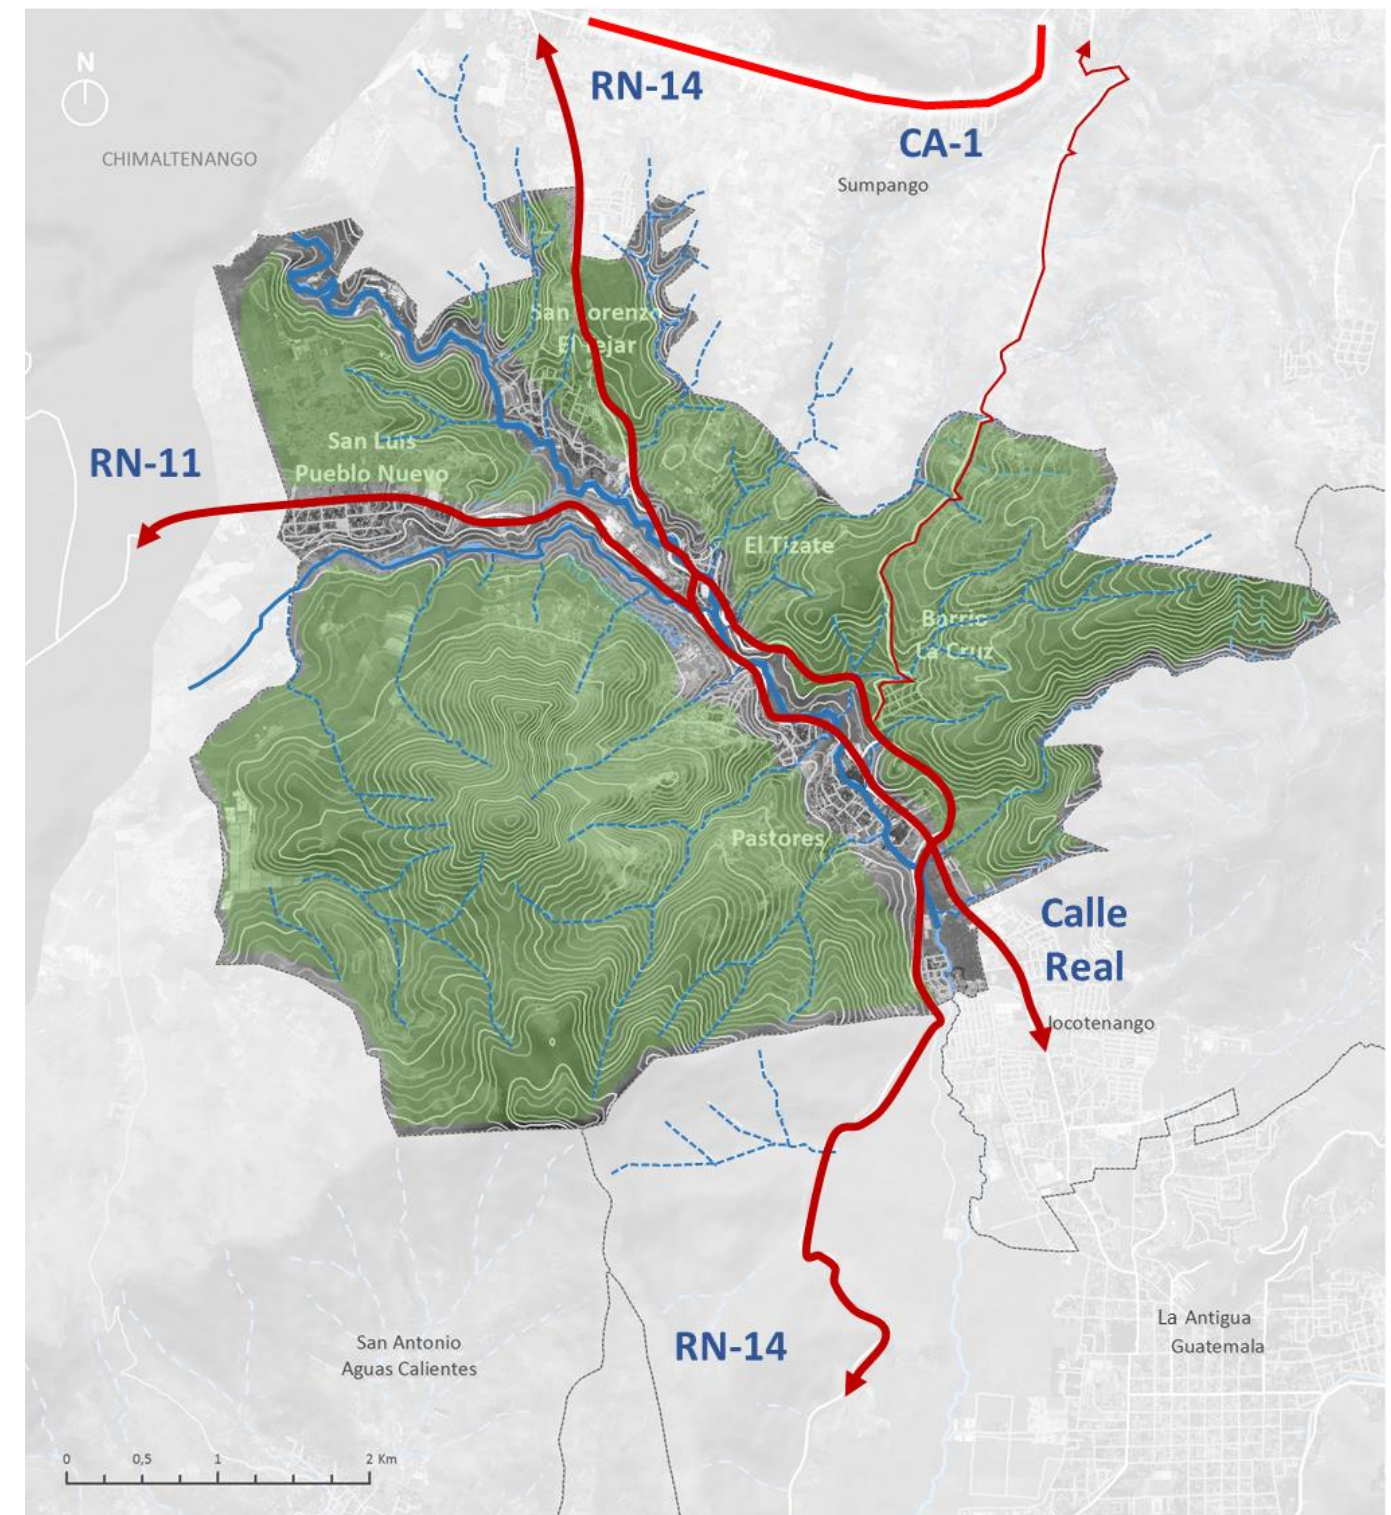 N
RN-14
CA-1
CHIMALTENANGO
Sumpango
San Lorenzo
El Tejar
San Luis
Pueblo Nuevo
RN-11
El Tizate
Barrio
La Cruz
Pastores
Calle
Real
Jocotenango
La Antigua
Guatemala
RN-14
San Antonio
Aguas Calientes
0 0,5 1 2 Km